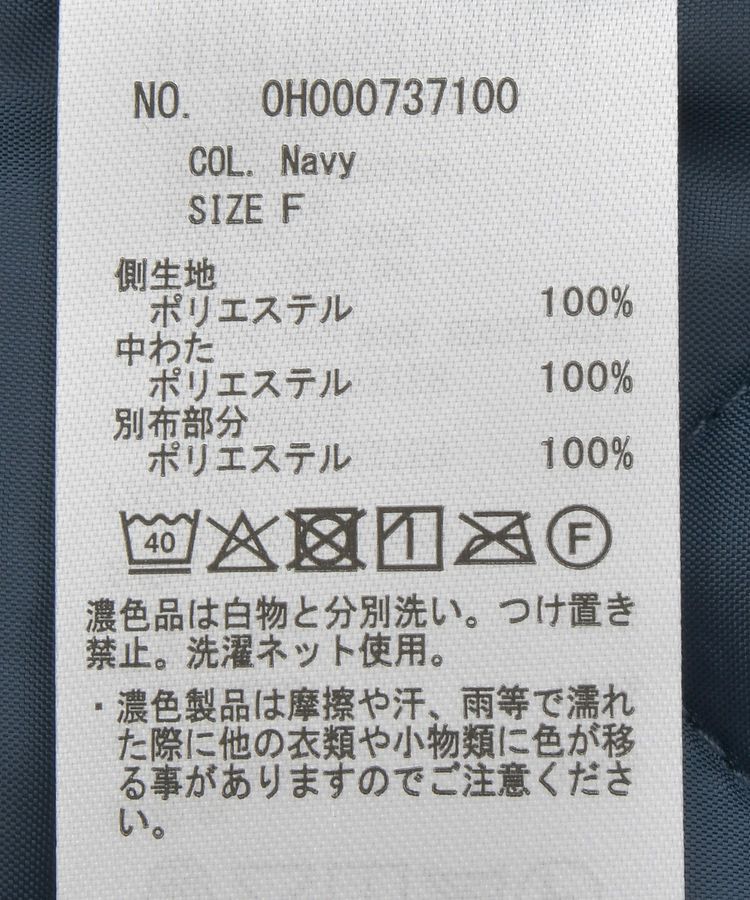 NO. 0H000737100
COL. Navy
SIZE F
側生地
ポリエステル 100%
中わた
ポリエステル 100%
別布部分
ポリエステル 100%
40 F
濃色品は白物と分別洗い。つけ置き
禁止。洗濯ネット使用。
・濃色製品は摩擦や汗、雨等で濡れ
た際に他の衣類や小物類に色が移
る事がありますのでご注意くださ
い。